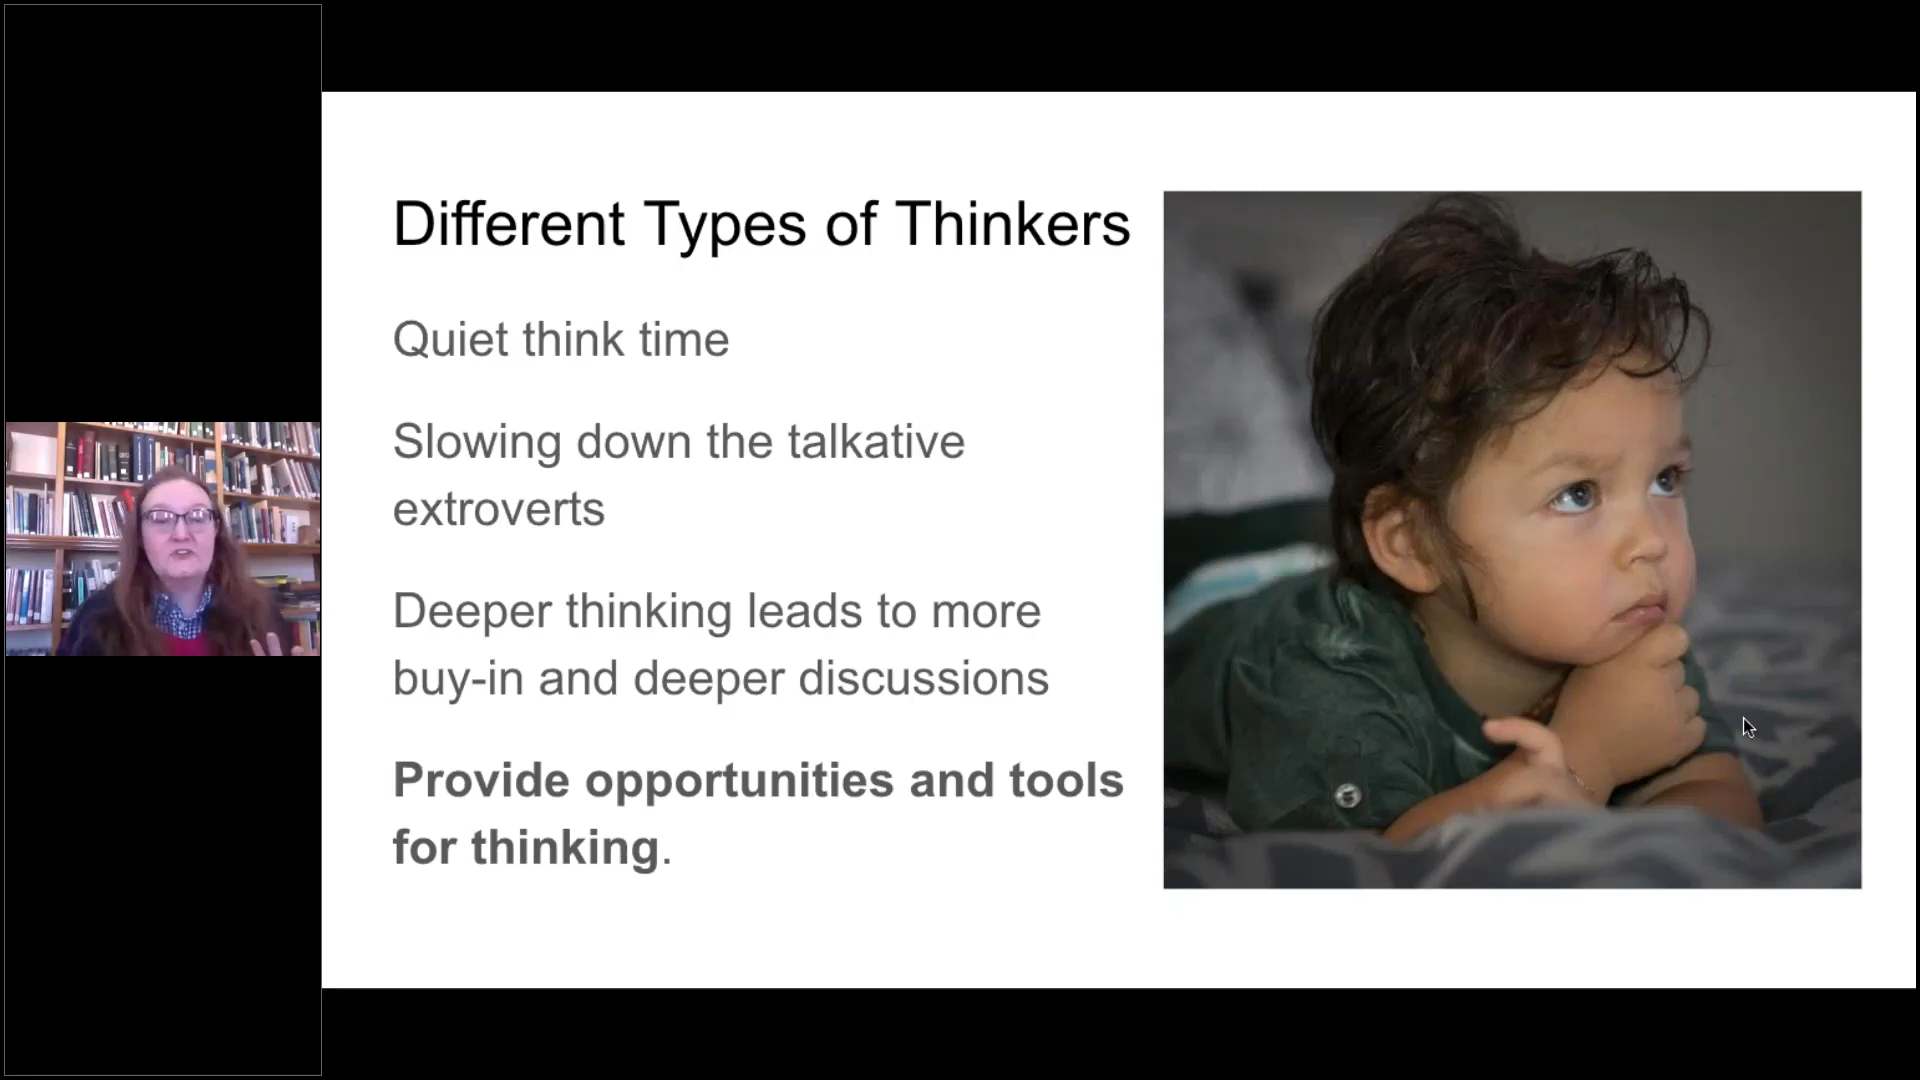 Different Types of Thinkers
Quiet think time
Slowing down the talkative
extroverts
Deeper thinking leads to more
buy-in and deeper discussions
Provide opportunities and tools
for thinking.